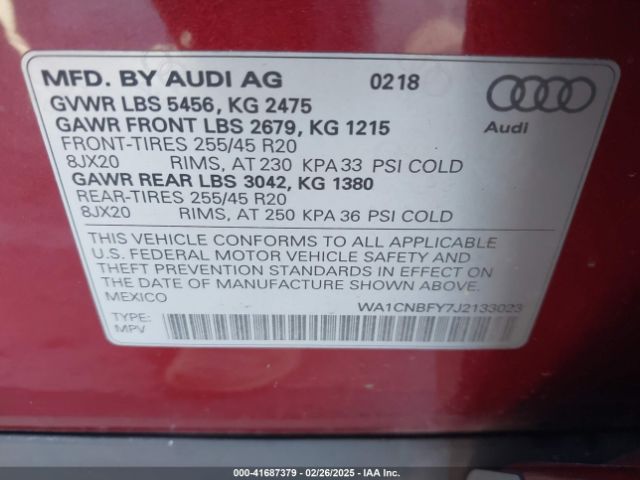 MFD. BY AUDI AG 0218
GVWR LBS 5456, KG 2475
GAWR FRONT LBS 2679, KG 1215
Audi
FRONT-TIRES 255/45 R20
8JX20 RIMS, AT 230 KPA 33 PSI COLD
GAWR REAR LBS 3042, KG 1380
REAR-TIRES 255/45 R20
8JX20 RIMS, AT 250 KPA 36 PSI COLD
THIS VEHICLE CONFORMS TO ALL APPLICABLE
U.S. FEDERAL MOTOR VEHICLE SAFETY AND
THEFT PREVENTION STANDARDS IN EFFECT ON
THE DATE OF MANUFACTURE SHOWN ABOVE.
MEXICO
WA1CNBFY7J2133023
TYPE:
MPV
000-41687379 - 02/26/2025 - IAA Inc.